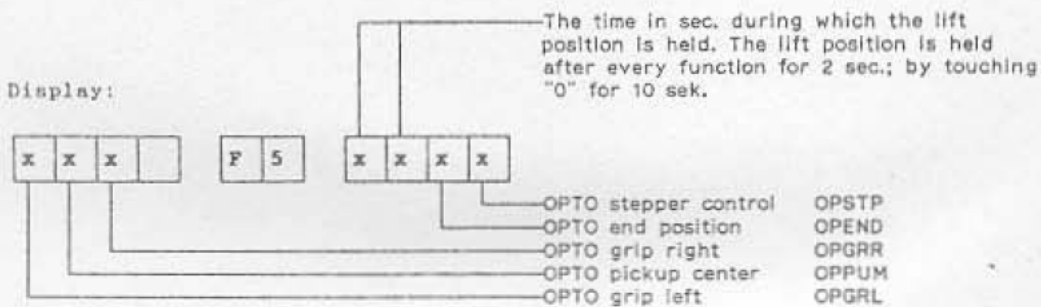 The time in sec. during which the lift
position is held. The lift position is held
after every function for 2 sec.; by touching
"0" for 10 sek.
Display:
x x x F 5 x x x x
OPTO stepper control OPSTP
OPTO end position OPEND
OPTO grip right OPGRR
OPTO pickup center OPPUM
OPTO grip left OPGRL